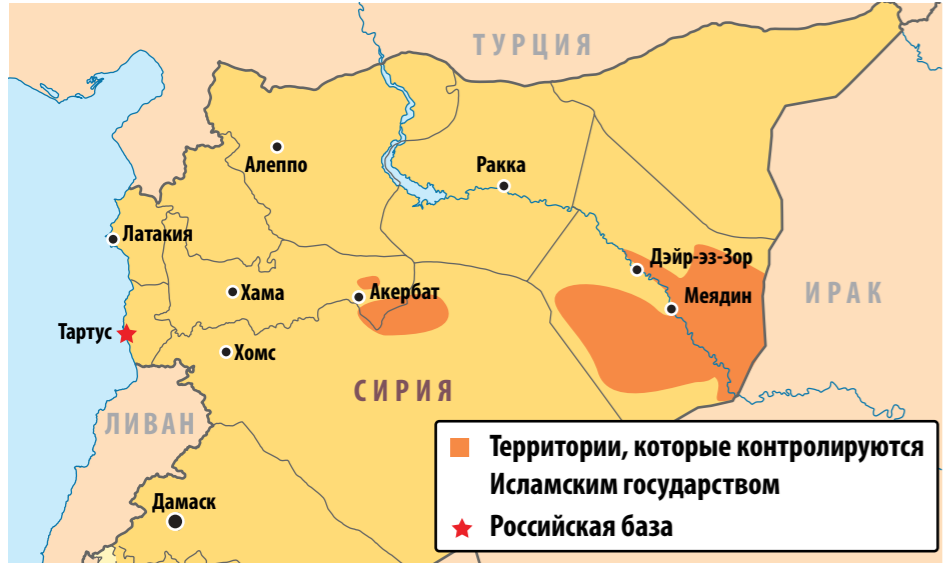 ТУРЦИЯ
Алеппо
Ракка
Латакия
Дэйр-эз-Зор
Хама
Акербат
Меядин
ИРАК
Тартус
Хомс
СИРИЯ
ЛИВАН
Территории, которые контролируются
Исламским государством
Дамаск
Российская база